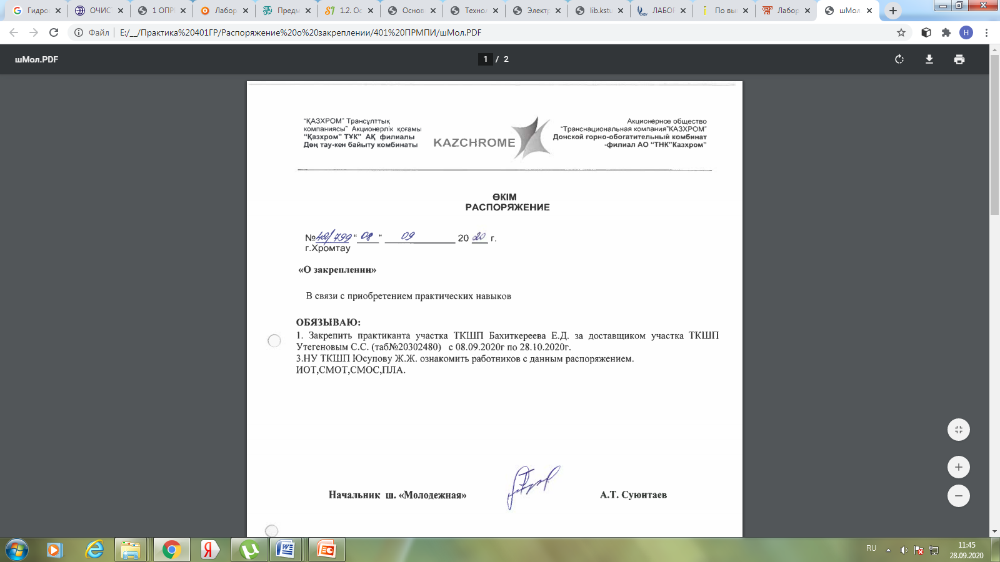 Гидро
ОЧИС
1 ОПР
Лабор
Предм
1.2. Ос
Основ
Технол
Электр
lib.kstu
ЛАБОР
По вы
Лабор
шМол
Файл
E:/__/Практика%20401ГР/Распоряжение%20о%20закреплении/401%20ПРМПИ/шМол.PDF
Н
шМол.PDF
1 / 2
“ҚАЗХРОМ” Трансұлттық
компаниясы” Акционерлік қоғамы
“Қазхром” ТҰК” АҚ филиалы
Дөң тау-кен байыту комбинаты
KAZCHROME
Акционерное общество
“Транснациональная компания”КАЗХРОМ”
Донской горно-обогатительный комбинат
-филиал АО “ТНК”Казхром”
ӨКІМ
РАСПОРЯЖЕНИЕ
№42/799 “ 08 ” 09 20 20 г.
г.Хромтау
«О закреплении»
В связи с приобретением практических навыков
ОБЯЗЫВАЮ:
1. Закрепить практиканта участка ТКШП Бахиткереева Е.Д. за доставщиком участка ТКШП
Утегеновым С.С. (таб№20302480) с 08.09.2020г по 28.10.2020г.
3.НУ ТКШП Юсупову Ж.Ж. ознакомить работников с данным распоряжением.
ИОТ,СМОТ,СМОС,ПЛА.
Начальник ш. «Молодежная»
А.Т. Суюнтаев
RU
11:45
28.09.2020